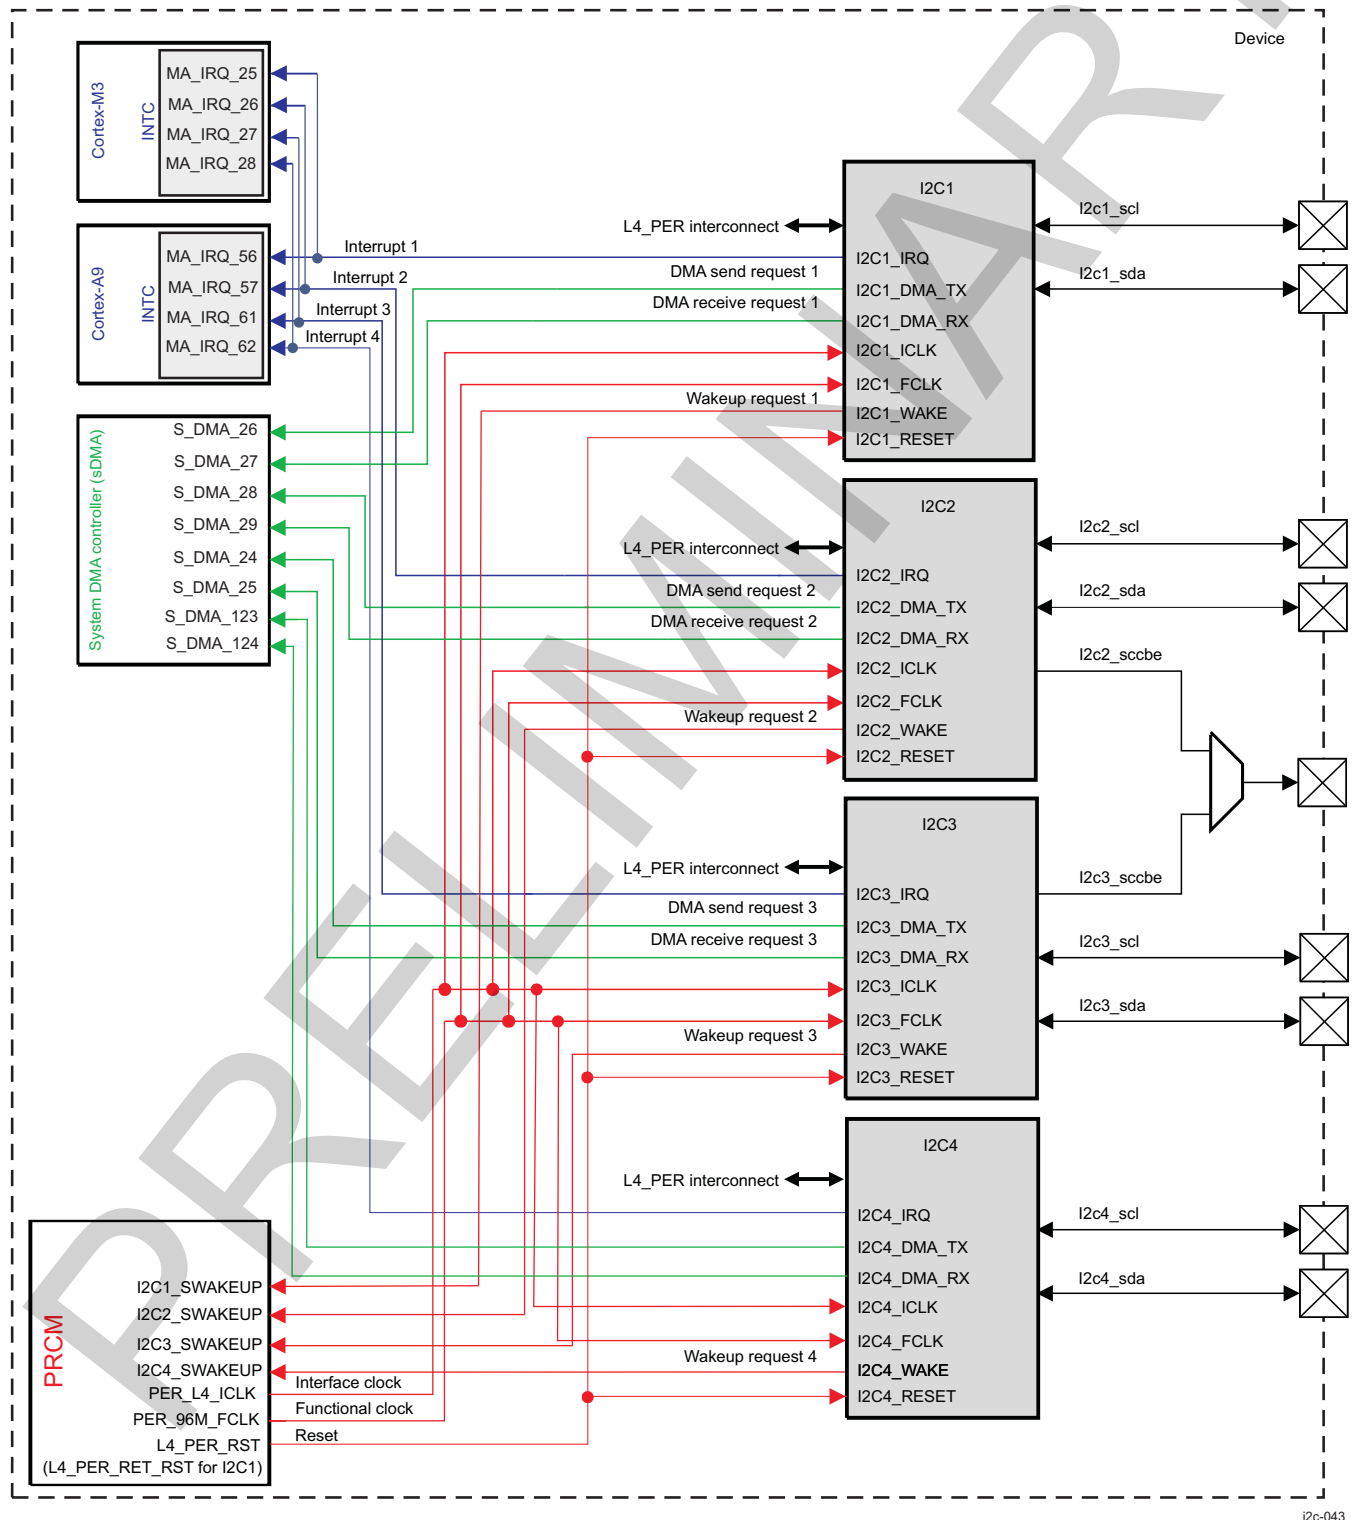 Device
Cortex-M3
INTC
MA_IRQ_25
MA_IRQ_26
MA_IRQ_27
MA_IRQ_28
Cortex-A9
INTC
MA_IRQ_56
MA_IRQ_57
MA_IRQ_61
MA_IRQ_62
Interrupt 1
Interrupt 2
Interrupt 3
Interrupt 4
System DMA controller (sDMA)
S_DMA_26
S_DMA_27
S_DMA_28
S_DMA_29
S_DMA_24
S_DMA_25
S_DMA_123
S_DMA_124
I2C1
L4_PER interconnect
I2C1_IRQ
DMA send request 1
I2C1_DMA_TX
DMA receive request 1
I2C1_DMA_RX
I2C1_ICLK
I2C1_FCLK
Wakeup request 1
I2C1_WAKE
I2C1_RESET
I2c1_scl
I2c1_sda
I2C2
L4_PER interconnect
I2C2_IRQ
DMA send request 2
I2C2_DMA_TX
DMA receive request 2
I2C2_DMA_RX
I2C2_ICLK
I2C2_FCLK
Wakeup request 2
I2C2_WAKE
I2C2_RESET
I2c2_scl
I2c2_sda
I2c2_sccbe
I2C3
L4_PER interconnect
I2C3_IRQ
DMA send request 3
I2C3_DMA_TX
DMA receive request 3
I2C3_DMA_RX
I2C3_ICLK
I2C3_FCLK
Wakeup request 3
I2C3_WAKE
I2C3_RESET
I2c3_sccbe
I2c3_scl
I2c3_sda
I2C4
L4_PER interconnect
I2C4_IRQ
I2C4_DMA_TX
I2C4_DMA_RX
I2C4_ICLK
I2C4_FCLK
Wakeup request 4
I2C4_WAKE
I2C4_RESET
I2c4_scl
I2c4_sda
PRCM
I2C1_SWAKEUP
I2C2_SWAKEUP
I2C3_SWAKEUP
I2C4_SWAKEUP
PER_L4_ICLK
PER_96M_FCLK
L4_PER_RST
(L4_PER_RET_RST for I2C1)
Interface clock
Functional clock
Reset
i2c-043
PRELIMINARY